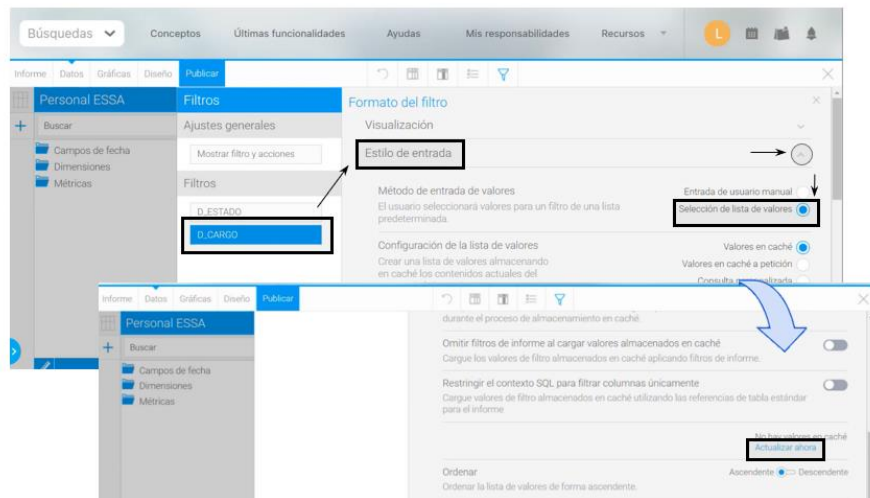 Búsquedas Conceptos Últimas funcionalidades Ayudas Mis responsabilidades Recursos L
Informe Datos Gráficas Diseño Publicar
Personal ESSA
Buscar
Campos de fecha
Dimensiones
Métricas
Filtros
Ajustes generales
Mostrar filtro y acciones
Filtros
D_ESTADO
D_CARGO
Formato del filtro
Visualización
Estilo de entrada
Método de entrada de valores
El usuario seleccionará valores para un filtro de una lista
predeterminada.
Entrada de usuario manual
Selección de lista de valores
Configuración de la lista de valores
Crear una lista de valores almacenando
en caché los contenidos actuales del
Valores en caché
Valores en caché a petición
Informe Datos Gráficas Diseño Publicar
Personal ESSA
Buscar
Campos de fecha
Dimensiones
Métricas
durante el proceso de almacenamiento en caché.
Omitir filtros de informe al cargar valores almacenados en caché
Cargue los valores de filtro almacenados en caché aplicando filtros de informe.
Restringir el contexto SQL para filtrar columnas únicamente
Cargue valores de filtro almacenados en caché utilizando las referencias de tabla estándar
para el informe
No hay valores en caché
Actualizar ahora
Ordenar
Ordenar la lista de valores de forma ascendente.
Ascendente Descendente